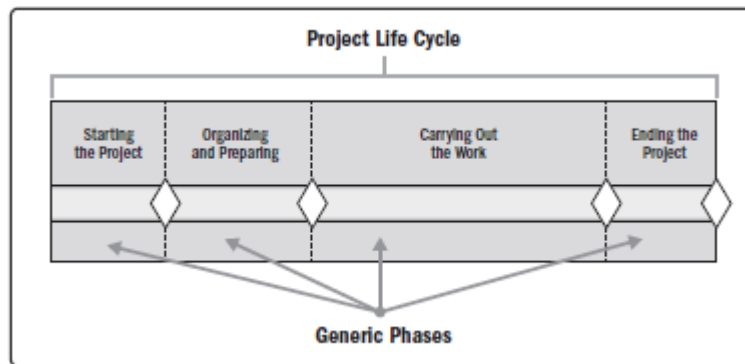 Project Life Cycle
Starting
the Project
Organizing
and Preparing
Carrying Out
the Work
Ending the
Project
Generic Phases